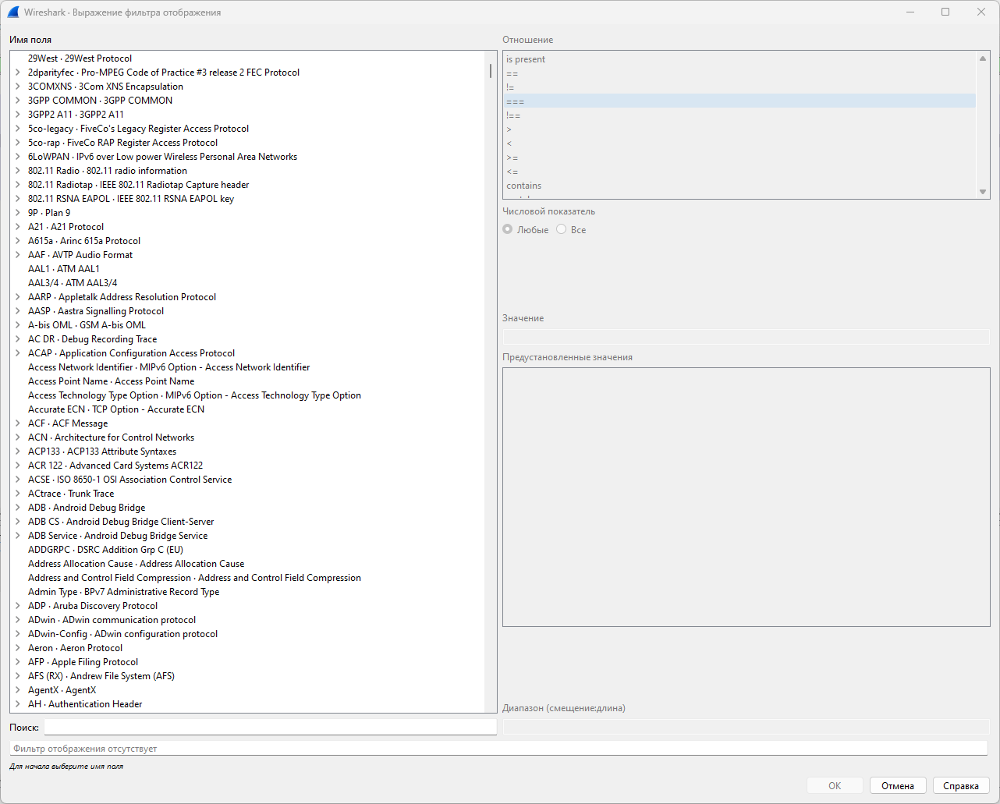 Wireshark · Выражение фильтра отображения
Имя поля
29West · 29West Protocol
2dparityfec · Pro-MPEG Code of Practice #3 release 2 FEC Protocol
3COMXNS · 3Com XNS Encapsulation
3GPP COMMON · 3GPP COMMON
3GPP2 A11 · 3GPP2 A11
5co-legacy · FiveCo's Legacy Register Access Protocol
5co-rap · FiveCo RAP Register Access Protocol
6LoWPAN · IPv6 over Low power Wireless Personal Area Networks
802.11 Radio · 802.11 radio information
802.11 Radiotap · IEEE 802.11 Radiotap Capture header
802.11 RSNA EAPOL · IEEE 802.11 RSNA EAPOL key
9P · Plan 9
A21 · A21 Protocol
A615a · Arinc 615a Protocol
AAF · AVTP Audio Format
AAL1 · ATM AAL1
AAL3/4 · ATM AAL3/4
AARP · Appletalk Address Resolution Protocol
AASP · Aastra Signalling Protocol
A-bis OML · GSM A-bis OML
AC DR · Debug Recording Trace
ACAP · Application Configuration Access Protocol
Access Network Identifier · MIPv6 Option - Access Network Identifier
Access Point Name · Access Point Name
Access Technology Type Option · MIPv6 Option - Access Technology Type Option
Accurate ECN · TCP Option - Accurate ECN
ACF · ACF Message
ACN · Architecture for Control Networks
ACP133 · ACP133 Attribute Syntaxes
ACR 122 · Advanced Card Systems ACR122
ACSE · ISO 8650-1 OSI Association Control Service
ACtrace · Trunk Trace
ADB · Android Debug Bridge
ADB CS · Android Debug Bridge Client-Server
ADB Service · Android Debug Bridge Service
ADDGRPC · DSRC Addition Grp C (EU)
Address Allocation Cause · Address Allocation Cause
Address and Control Field Compression · Address and Control Field Compression
Admin Type · BPv7 Administrative Record Type
ADP · Aruba Discovery Protocol
ADwin · ADwin communication protocol
ADwin-Config · ADwin configuration protocol
Aeron · Aeron Protocol
AFP · Apple Filing Protocol
AFS (RX) · Andrew File System (AFS)
AgentX · AgentX
AH · Authentication Header
Поиск:
Отношение
is present
==
!=
===
!==
>
<
>=
<=
contains
Числовой показатель
Любые Все
Значение
Предустановленные значения
Диапазон (смещение:длина)
Фильтр отображения отсутствует
Для начала выберите имя поля
OK Отмена Справка